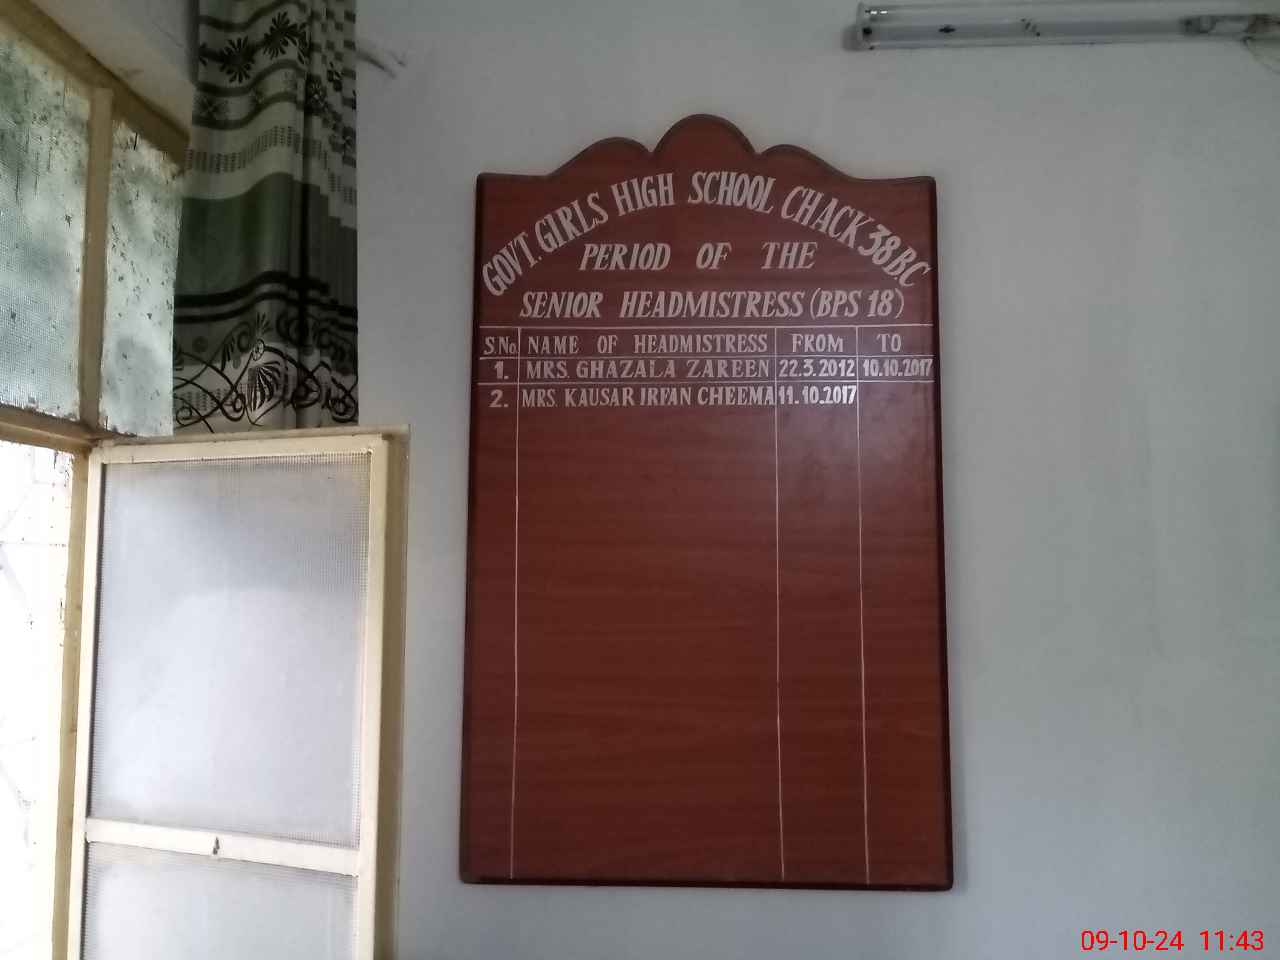 GOVT. GIRLS HIGH SCHOOL CHACK 38 B.C
PERIOD OF THE
SENIOR HEADMISTRESS (BPS 18)
S.No. NAME OF HEADMISTRESS FROM TO
1. MRS. GHAZALA ZAREEN 22.3.2012 10.10.2017
2. MRS. KAUSAR IRFAN CHEEMA 11.10.2017
09-10-24 11:43